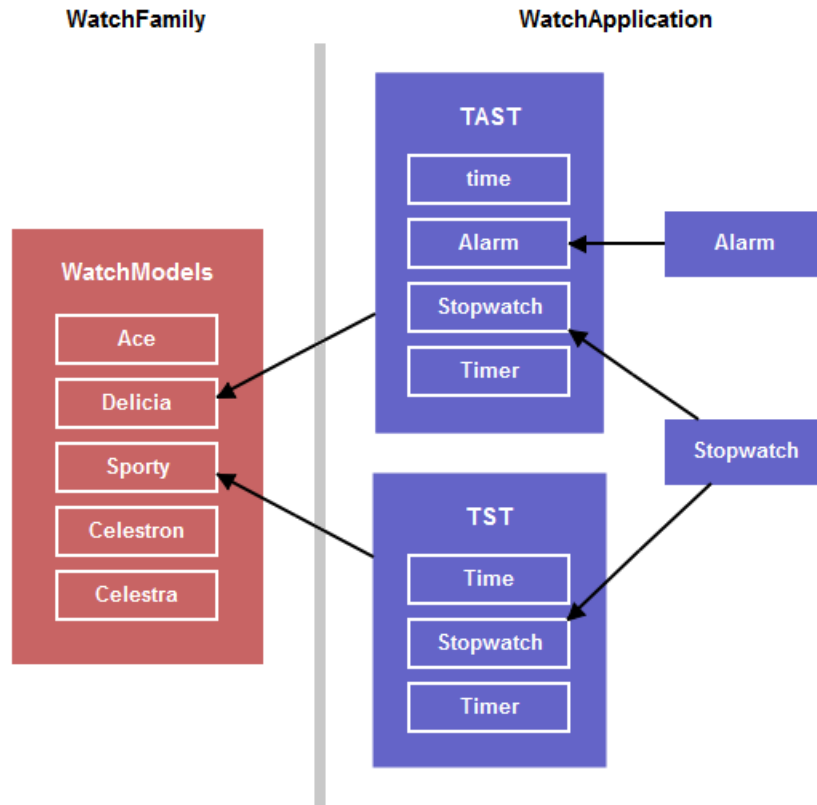 WatchFamily
WatchApplication
WatchModels
Ace
Delicia
Sporty
Celestron
Celestra
TAST
time
Alarm
Stopwatch
Timer
TST
Time
Stopwatch
Timer
Alarm
Stopwatch